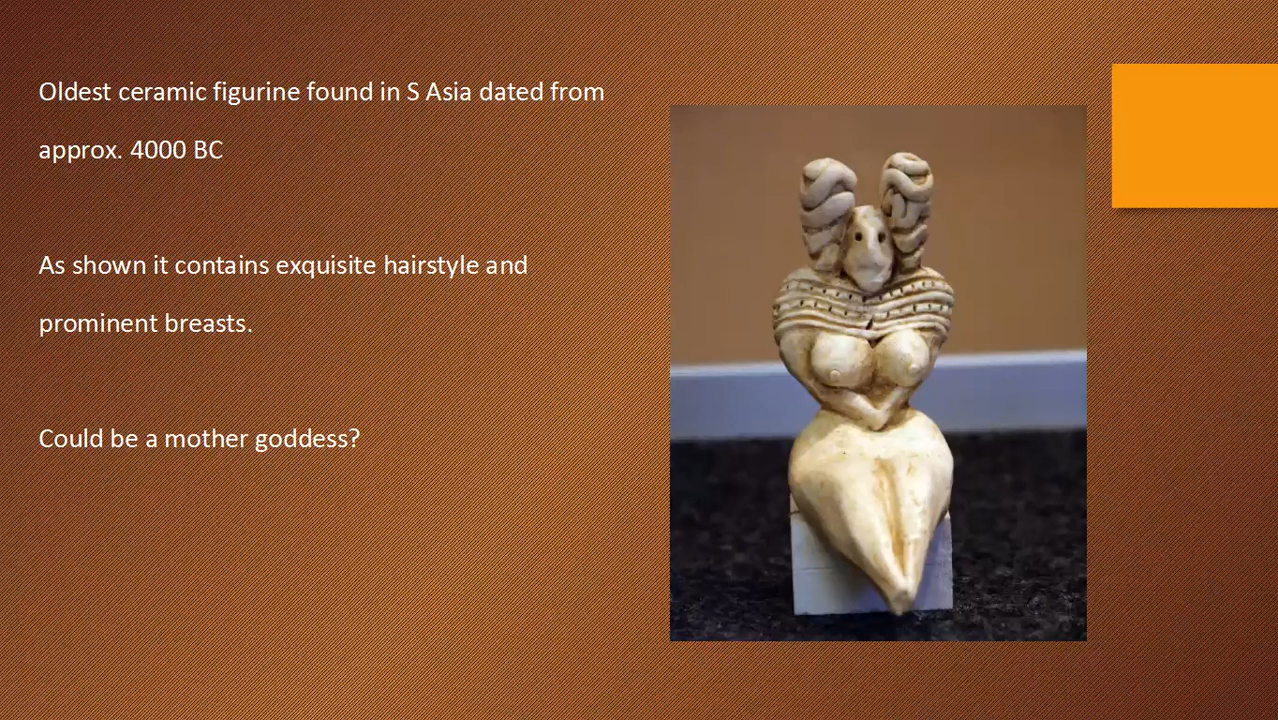 Oldest ceramic figurine found in S Asia dated from
approx. 4000 BC
As shown it contains exquisite hairstyle and
prominent breasts.
Could be a mother goddess?